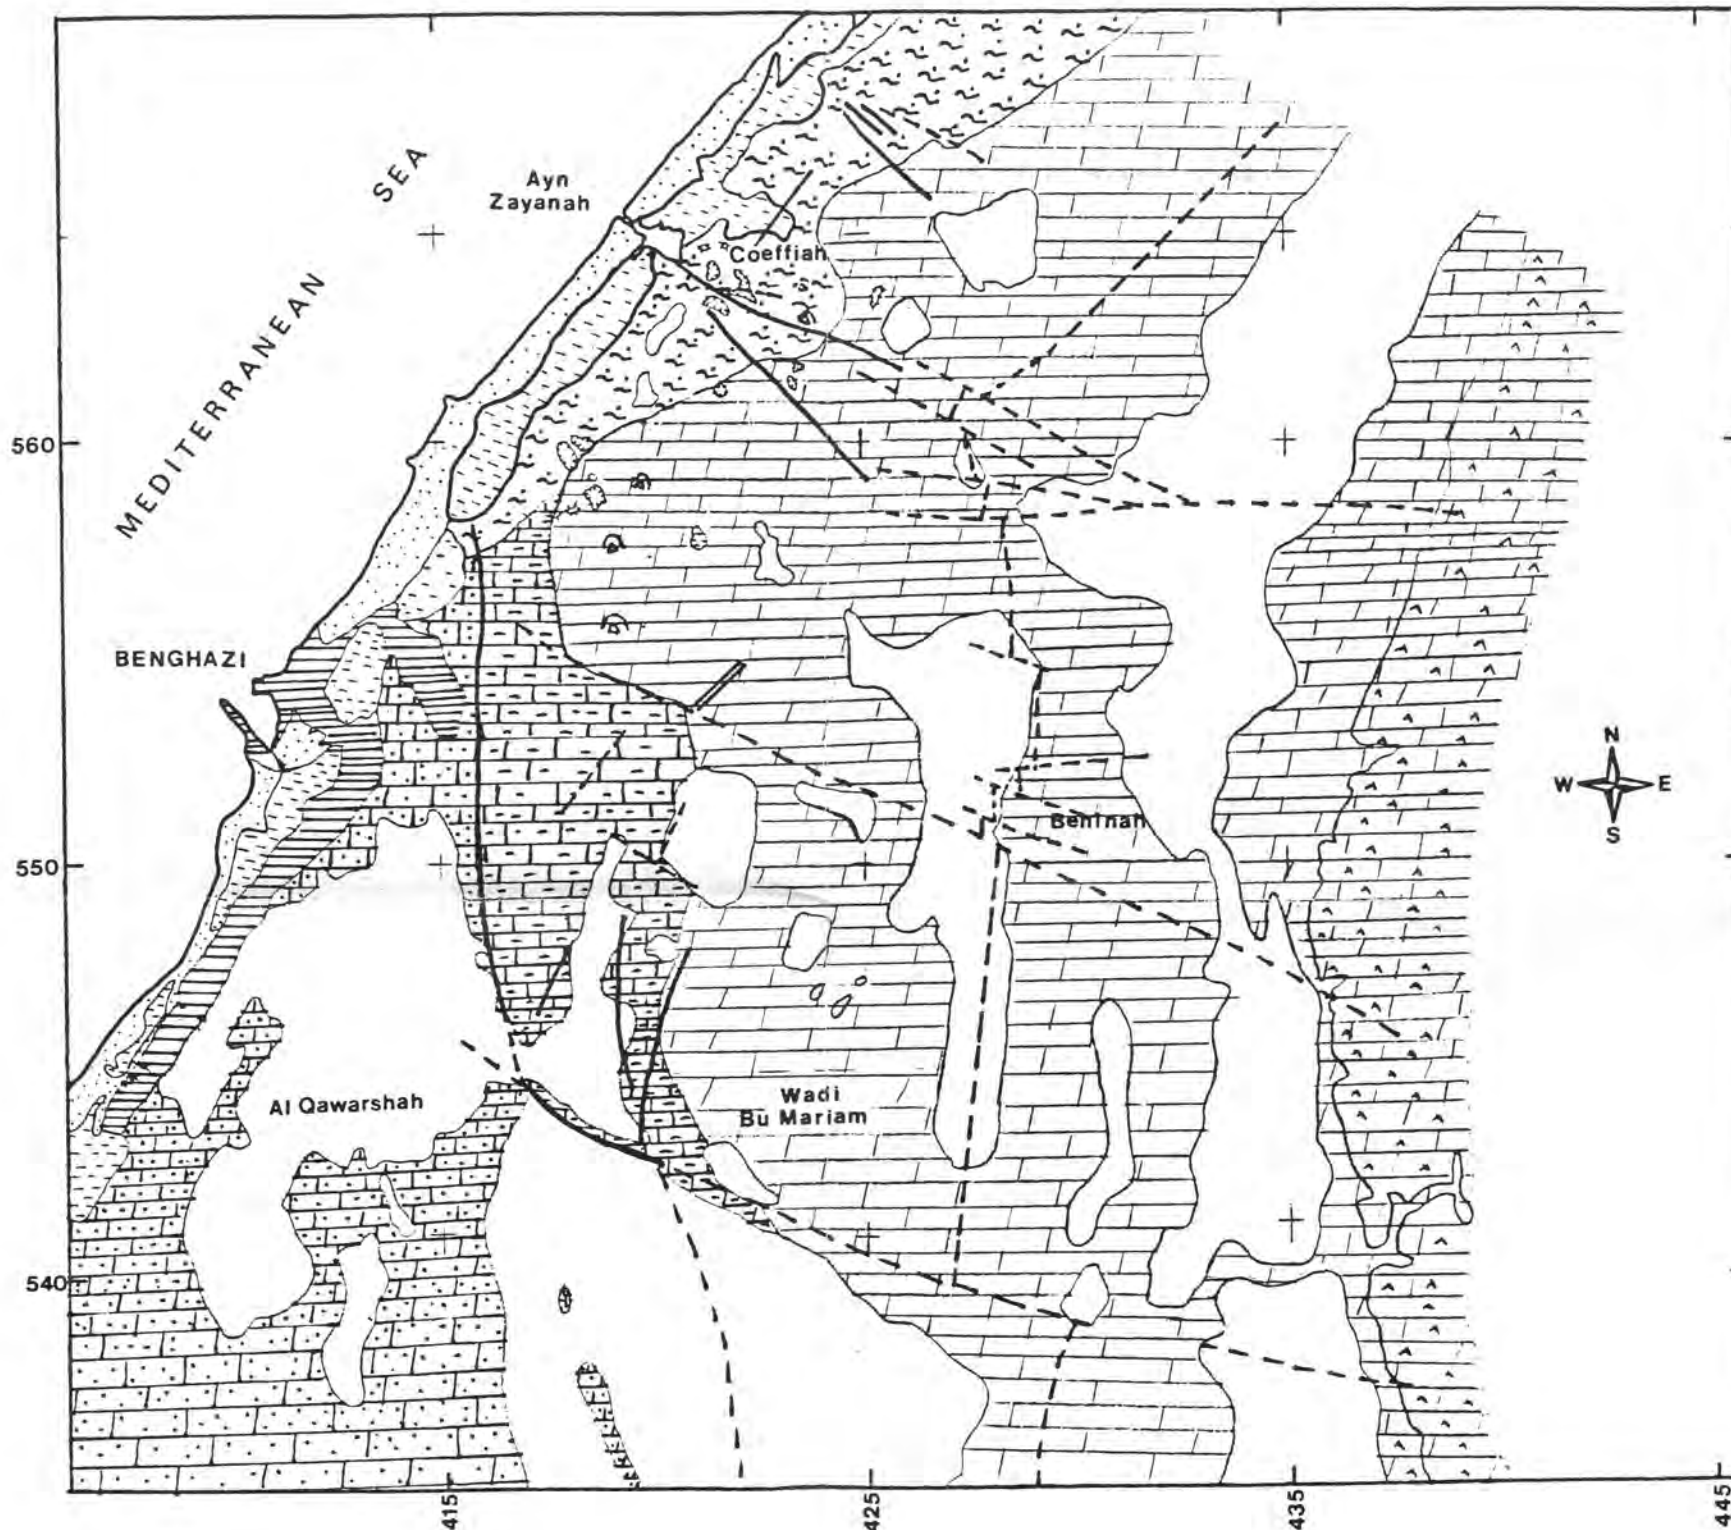 MEDITERRANEAN SEA
Ayn
Zayanah
Coeffiah
560
BENGHAZI
N
W E
S
Beninah
550
Al Qawarshah
Wadi
Bu Mariam
540
415
425
435
445